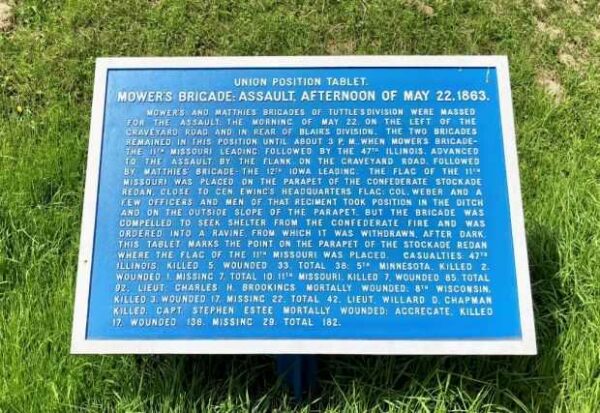 UNION POSITION TABLET.
MOWER'S BRIGADE; ASSAULT, AFTERNOON OF MAY 22, 1863.
MOWER'S AND MATTHIES BRIGADES OF TUTTLE'S DIVISION WERE MASSED
FOR THE ASSAULT, THE MORNING OF MAY 22, ON THE LEFT OF THE
GRAVEYARD ROAD AND IN REAR OF BLAIR'S DIVISION. THE TWO BRIGADES
REMAINED IN THIS POSITION UNTIL ABOUT 3 P.M. WHEN MOWER'S BRIGADE-
THE 11TH MISSOURI LEADING FOLLOWED BY THE 47TH ILLINOIS, ADVANCED
TO THE ASSAULT BY THE FLANK ON THE GRAVEYARD ROAD, FOLLOWED
BY MATTHIES' BRIGADE-THE 12TH IOWA LEADING. THE FLAG OF THE 11TH
MISSOURI WAS PLACED ON THE PARAPET OF THE CONFEDERATE STOCKADE
REDAN, CLOSE TO GEN. EWING'S HEADQUARTERS FLAG; COL. WEBER AND A
FEW OFFICERS AND MEN OF THAT REGIMENT TOOK POSITION IN THE DITCH
AND ON THE OUTSIDE SLOPE OF THE PARAPET, BUT THE BRIGADE WAS
COMPELLED TO SEEK SHELTER FROM THE CONFEDERATE FIRE AND WAS
ORDERED INTO A RAVINE, FROM WHICH IT WAS WITHDRAWN, AFTER DARK.
THIS TABLET MARKS THE POINT ON THE PARAPET OF THE STOCKADE REDAN
WHERE THE FLAG OF THE 11TH MISSOURI WAS PLACED. CASUALTIES: 47TH
ILLINOIS, KILLED 5, WOUNDED 33, TOTAL 38; 5TH MINNESOTA, KILLED 2,
WOUNDED 1, MISSING 7, TOTAL 10; 11TH MISSOURI, KILLED 7, WOUNDED 85, TOTAL
92, LIEUT. CHARLES H. BROOKINGS MORTALLY WOUNDED; 8TH WISCONSIN,
KILLED 3, WOUNDED 17, MISSING 22, TOTAL 42, LIEUT. WILLARD D. CHAPMAN
KILLED, CAPT. STEPHEN ESTEE MORTALLY WOUNDED; AGGREGATE, KILLED
17, WOUNDED 136, MISSING 29, TOTAL 182.